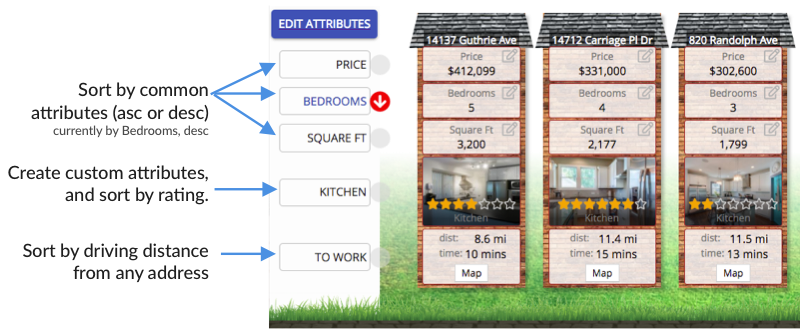 EDIT ATTRIBUTES
PRICE
BEDROOMS
SQUARE FT
KITCHEN
TO WORK
Sort by common
attributes (asc or desc)
currently by Bedrooms, desc
Create custom attributes,
and sort by rating.
Sort by driving distance
from any address
14137 Guthrie Ave
Price
$412,099
Bedrooms
5
Square Ft
3,200
Kitchen
dist: 8.6 mi
time: 10 mins
Map
14712 Carriage Pl Dr
Price
$331,000
Bedrooms
4
Square Ft
2,177
Kitchen
dist: 11.4 mi
time: 15 mins
Map
820 Randolph Ave
Price
$302,600
Bedrooms
3
Square Ft
1,799
Kitchen
dist: 11.5 mi
time: 13 mins
Map